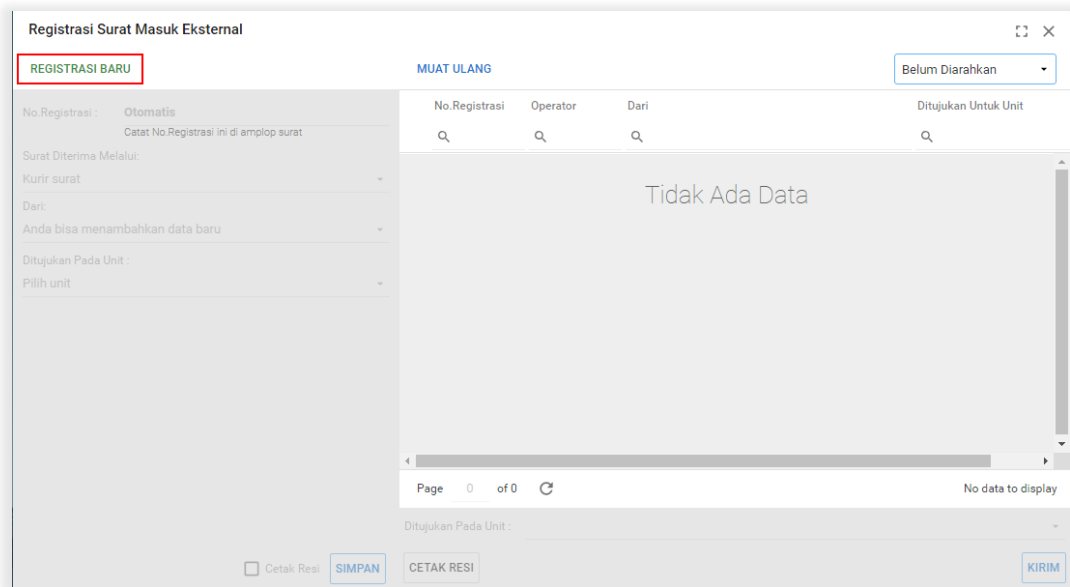 Registrasi Surat Masuk Eksternal
REGISTRASI BARU
MUAT ULANG
Belum Diarahkan
No.Registrasi :
Otomatis
Catat No.Registrasi ini di amplop surat
Surat Diterima Melalui:
Kurir surat
Dari:
Anda bisa menambahkan data baru
Ditujukan Pada Unit :
Pilih unit
Cetak Resi
SIMPAN
No.Registrasi
Operator
Dari
Ditujukan Untuk Unit
Tidak Ada Data
Page 0 of 0
No data to display
Ditujukan Pada Unit :
CETAK RESI
KIRIM